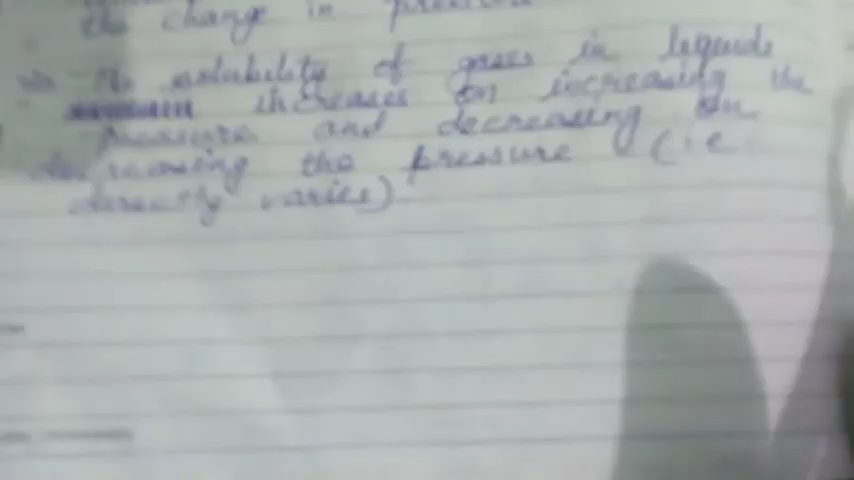 the change in pressure
The solubility of gases in liquids
increases on increasing the
pressure and decreasing on
decreasing the pressure (i.e
directly varies).